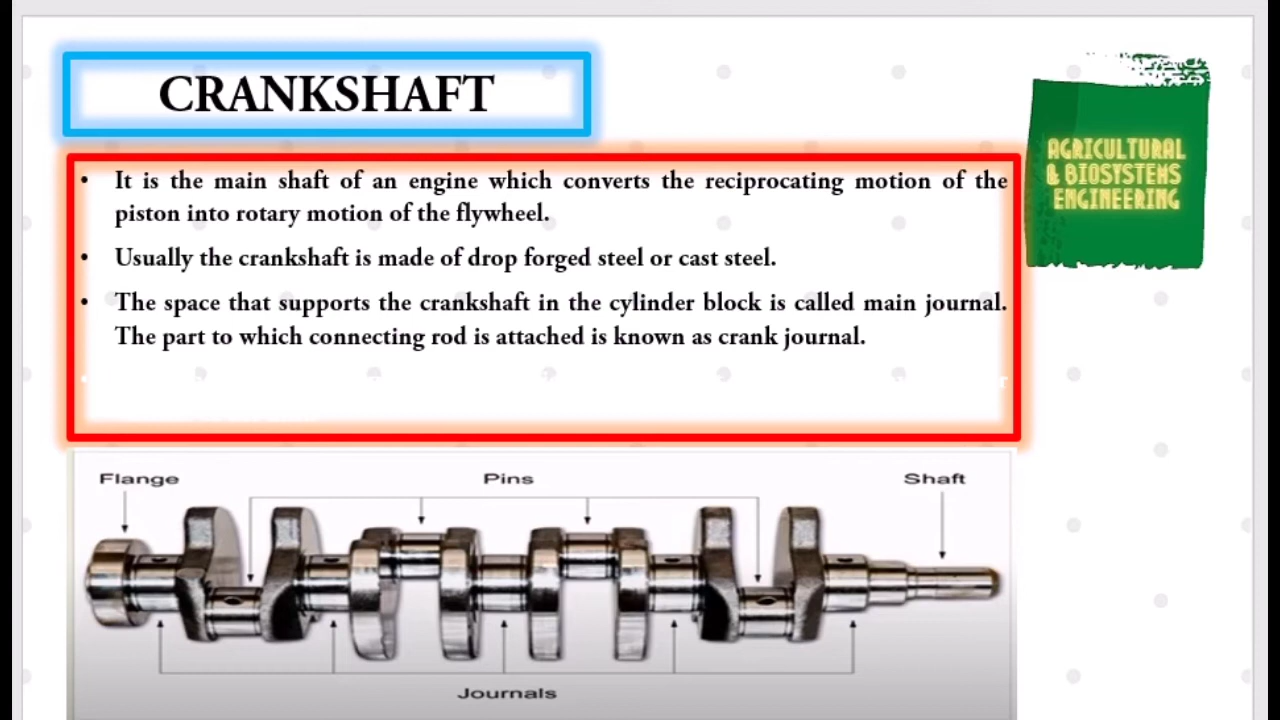 CRANKSHAFT
AGRICULTURAL
& BIOSYSTEMS
ENGINEERING
• It is the main shaft of an engine which converts the reciprocating motion of the
piston into rotary motion of the flywheel.
• Usually the crankshaft is made of drop forged steel or cast steel.
• The space that supports the crankshaft in the cylinder block is called main journal.
The part to which connecting rod is attached is known as crank journal.
Flange Pins Shaft
Journals